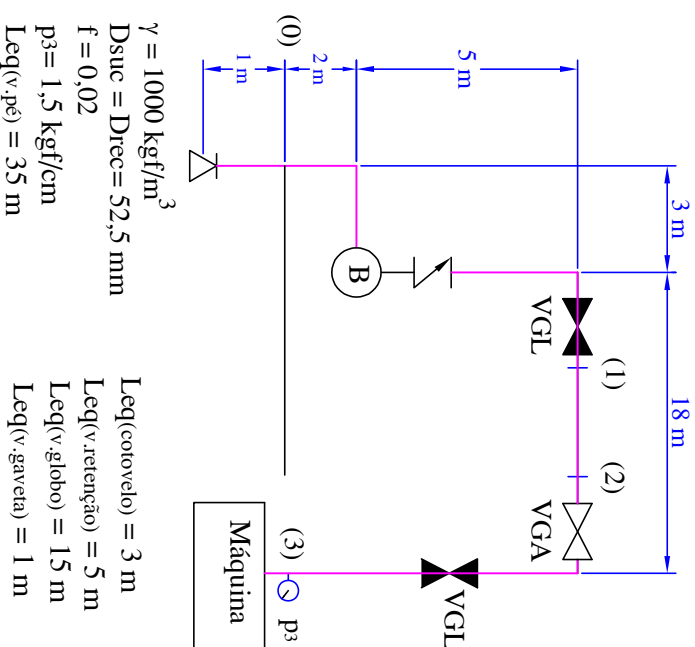 3 m
18 m
5 m
2 m
1 m
(0)
B
VGL
(1)
(2)
VGA
VGL
(3)
p3
Máquina
γ = 1000 kgf/m³
Dsuc = Drec= 52,5 mm
f = 0,02
p3= 1,5 kgf/cm
Leq(v.pé) = 35 m
Leq(cotovelo) = 3 m
Leq(v.retenção) = 5 m
Leq(v.globo) = 15 m
Leq(v.gaveta) = 1 m